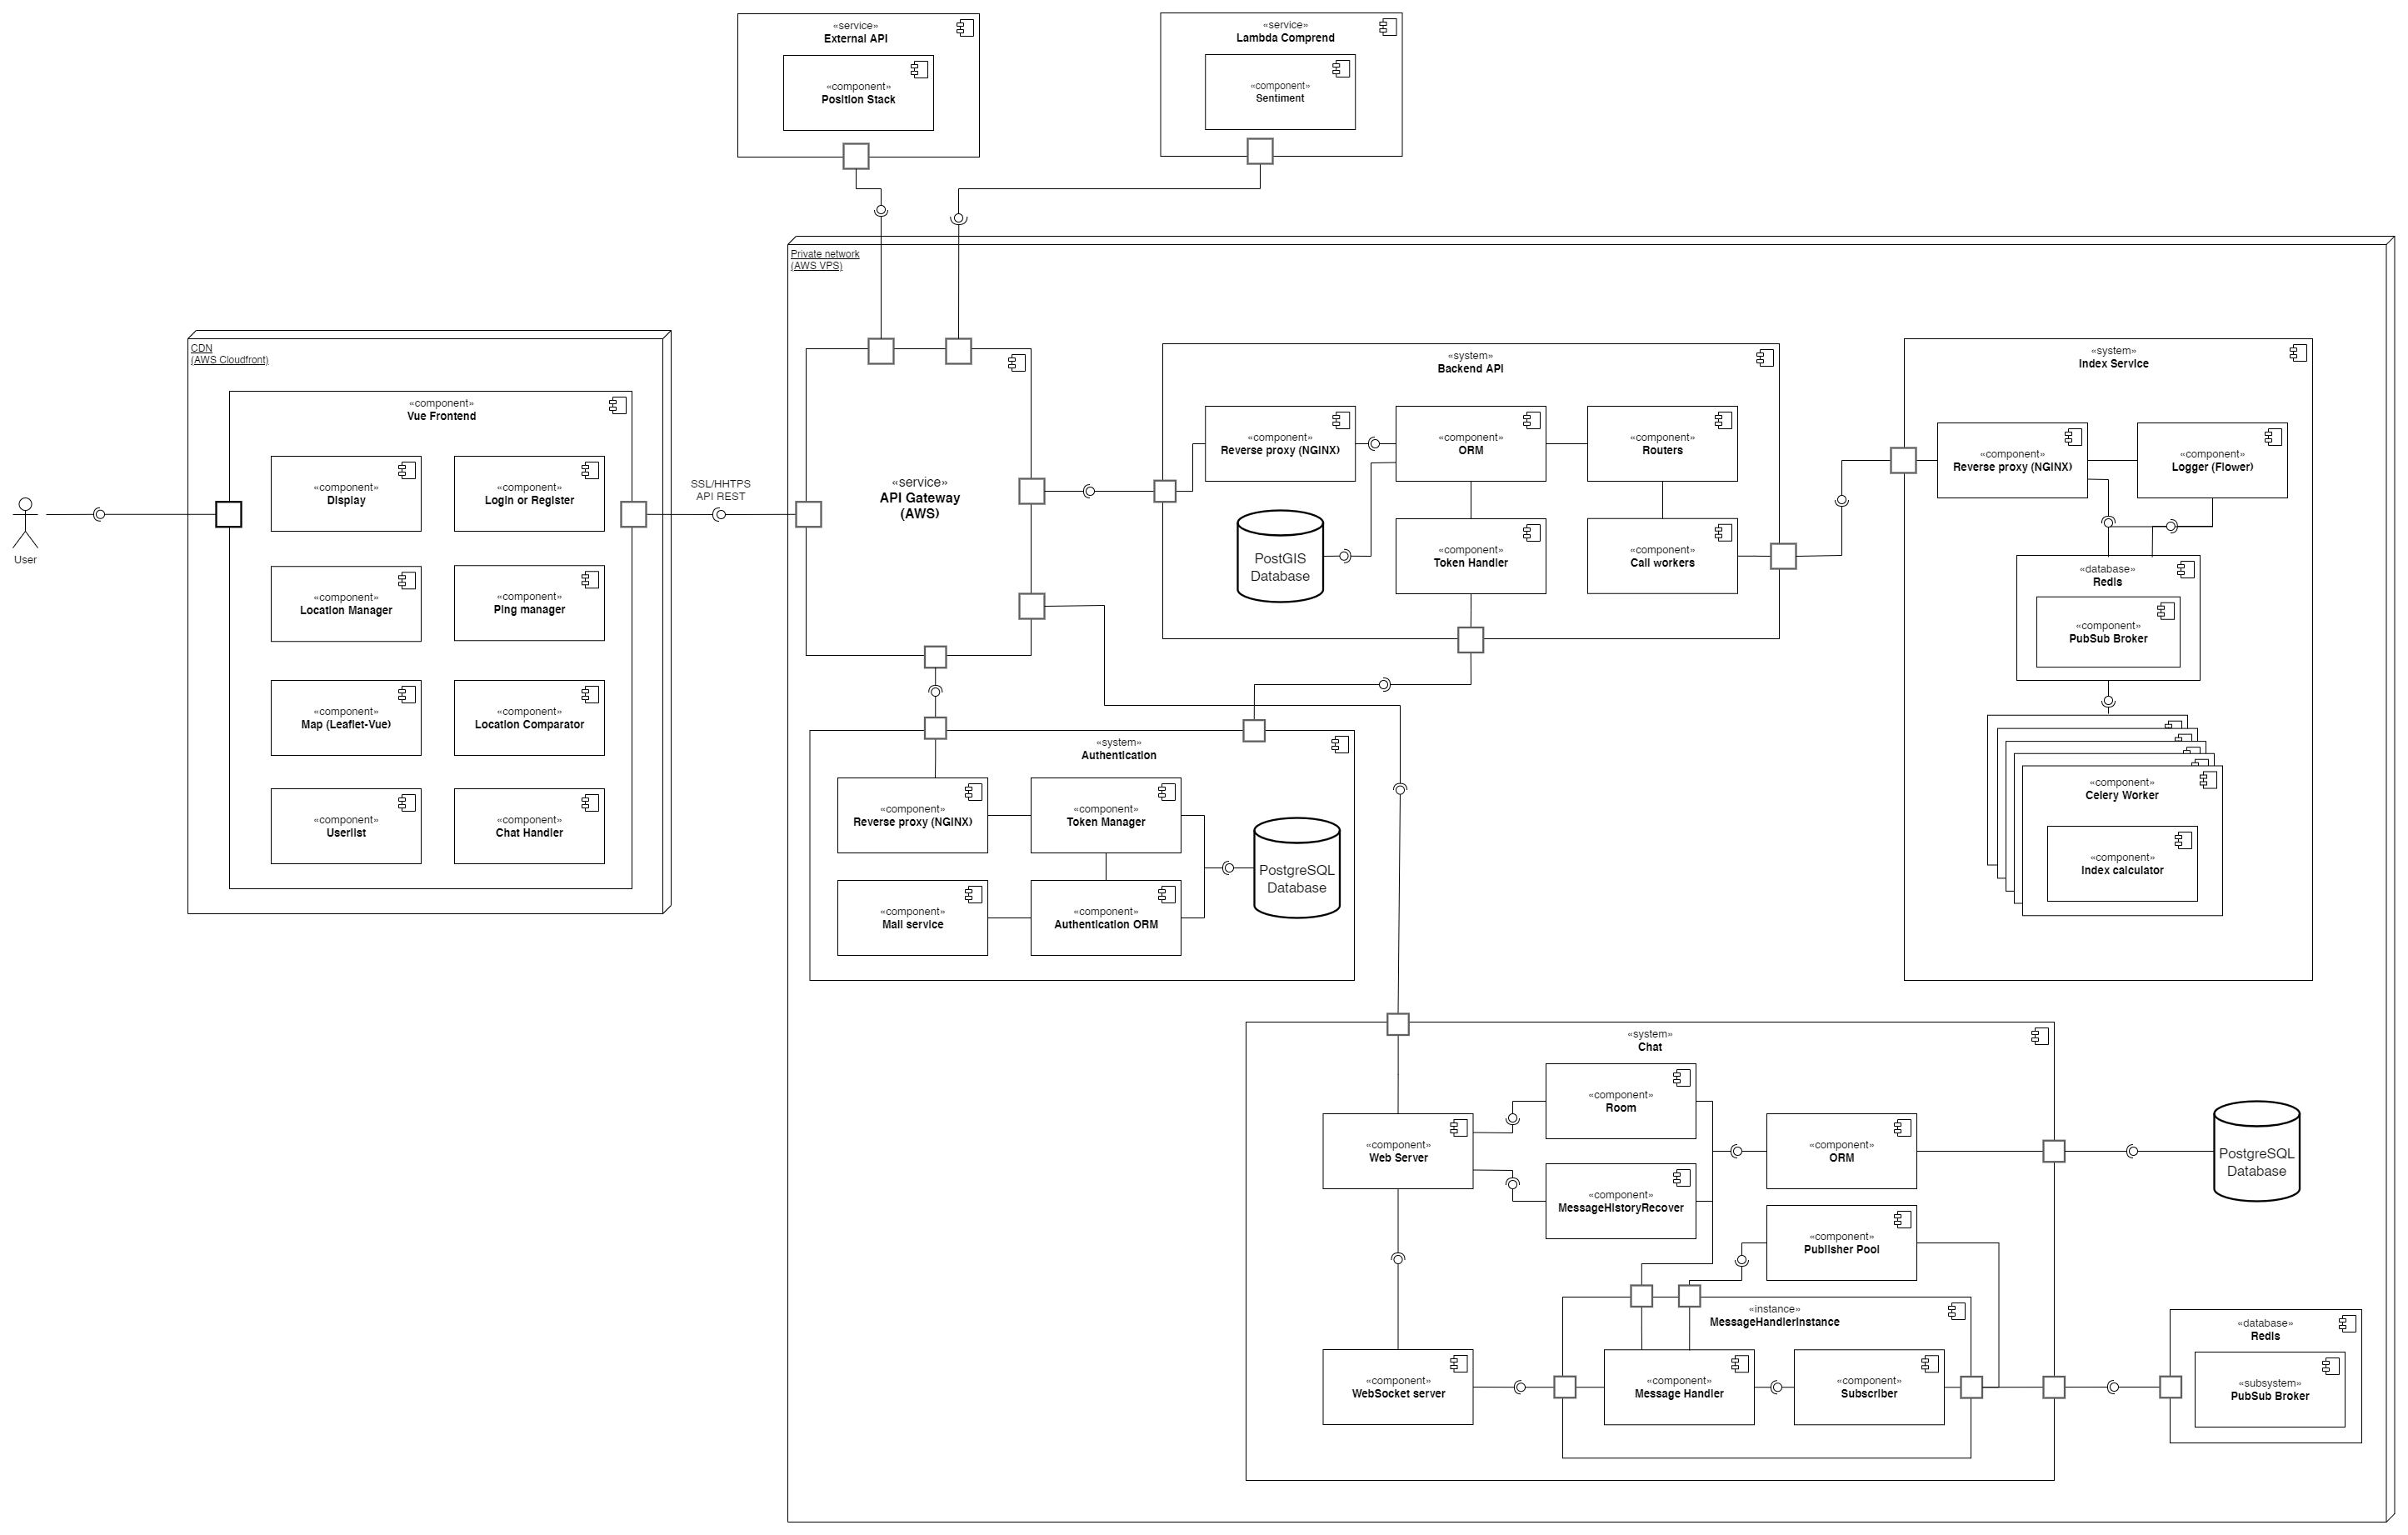 «service»
External API
«component»
Position Stack
«service»
Lambda Comprend
«component»
Sentiment
Private network
(AWS VPS)
CDN
(AWS Cloudfront)
«component»
Vue Frontend
«component»
Display
«component»
Login or Register
«component»
Location Manager
«component»
Ping manager
«component»
Map (Leaflet-Vue)
«component»
Location Comparator
«component»
Userlist
«component»
Chat Handler
User
SSL/HHTPS
API REST
«service»
API Gateway
(AWS)
«system»
Backend API
«component»
Reverse proxy (NGINX)
«component»
ORM
«component»
Routers
PostGIS
Database
«component»
Token Handler
«component»
Call workers
«system»
Index Service
«component»
Reverse proxy (NGINX)
«component»
Logger (Flower)
«database»
Redis
«component»
PubSub Broker
«component»
Celery Worker
«component»
Index calculator
«system»
Authentication
«component»
Reverse proxy (NGINX)
«component»
Token Manager
«component»
Mail service
«component»
Authentication ORM
PostgreSQL
Database
«system»
Chat
«component»
Room
«component»
Web Server
«component»
MessageHistoryRecover
«component»
ORM
PostgreSQL
Database
«component»
Publisher Pool
«instance»
MessageHandlerInstance
«component»
WebSocket server
«component»
Message Handler
«component»
Subscriber
«database»
Redis
«subsystem»
PubSub Broker